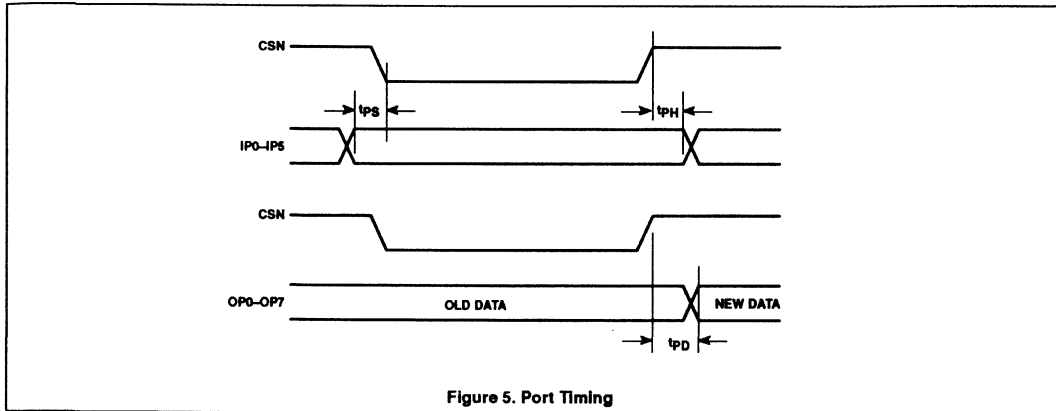 CSN
tPS
tPH
IP0–IP5
CSN
OP0–OP7
OLD DATA
NEW DATA
tPD
Figure 5. Port Timing